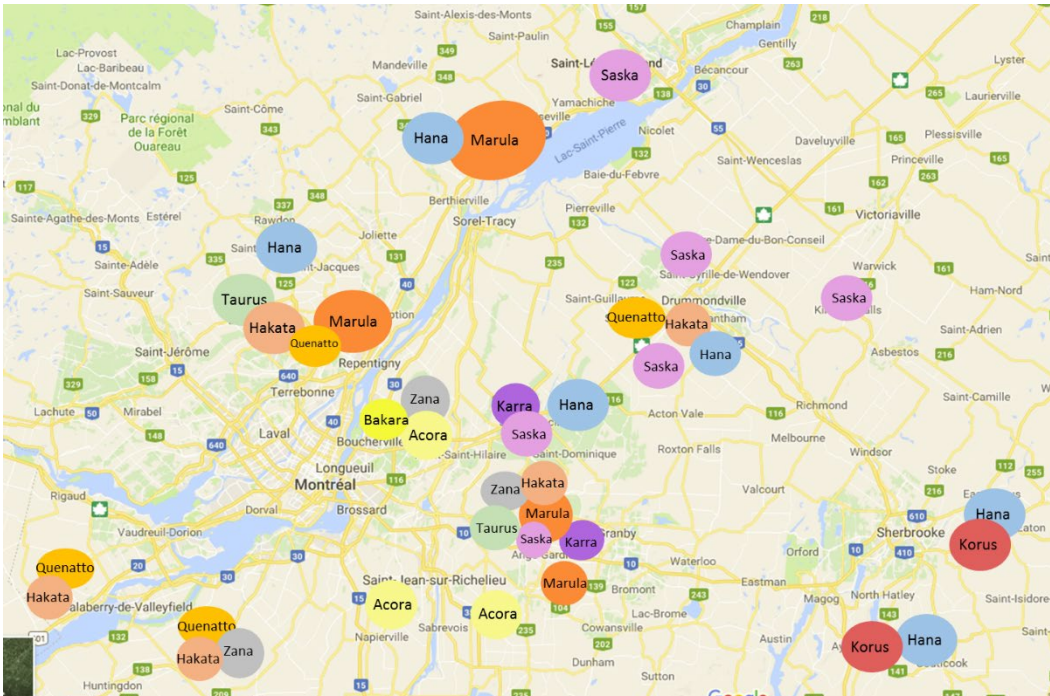 Saint-Alexis-des-Monts
Champlain
Saint-Paulin
Gentilly
Lac-Provost
Lac-Baribeau
Saint-Donat-de-Montcalm
Mandeville
Bécancour
Lyster
Laurierville
Saska
Saint-Gabriel
Yamachiche
Saint-Côme
Parc régional
de la Forêt
Ouareau
Hana
Marula
Lac-Saint-Pierre
Nicolet
Daveluyville
Plessisville
Saint-Wenceslas
Princeville
Baie-du-Febvre
Berthierville
Sainte-Agathe-des-Monts
Estérel
Rawdon
Pierreville
Victoriaville
Sorel-Tracy
Joliette
Hana
Saska
Sainte-Adèle
Warwick
Saint-Sauveur
Ham-Nord
Taurus
Saska
Hakata
Marula
Quenatto
Drummondville
Quenatto
Hakata
Saint-Adrien
Saint-Jérôme
Repentigny
Hana
Asbestos
Saska
Terrebonne
Zana
Karra
Hana
Saint-Camille
Lachute
Mirabel
Bakara
Acora
Saska
Acton Vale
Richmond
Laval
Boucherville
Melbourne
Saint-Dominique
Roxton Falls
Windsor
Longueuil
Montréal
Hakata
Stoke
Rigaud
Zana
Valcourt
Dorval
Brossard
Marula
Hana
Vaudreuil-Dorion
Taurus
Saska
Karra
Granby
Sherbrooke
Korus
Orford
Waterloo
Quenatto
Saint-Jean-sur-Richelieu
Marula
Eastman
Hakata
Magog
North Hatley
Acora
Acora
Lac-Brome
Quenatto
Napierville
Sabrevois
Cowansville
Austin
Korus
Hana
Hakata
Zana
Dunham
Sutton
Huntingdon